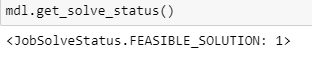 mdl.get_solve_status()
<JobSolveStatus.FEASIBLE_SOLUTION: 1>